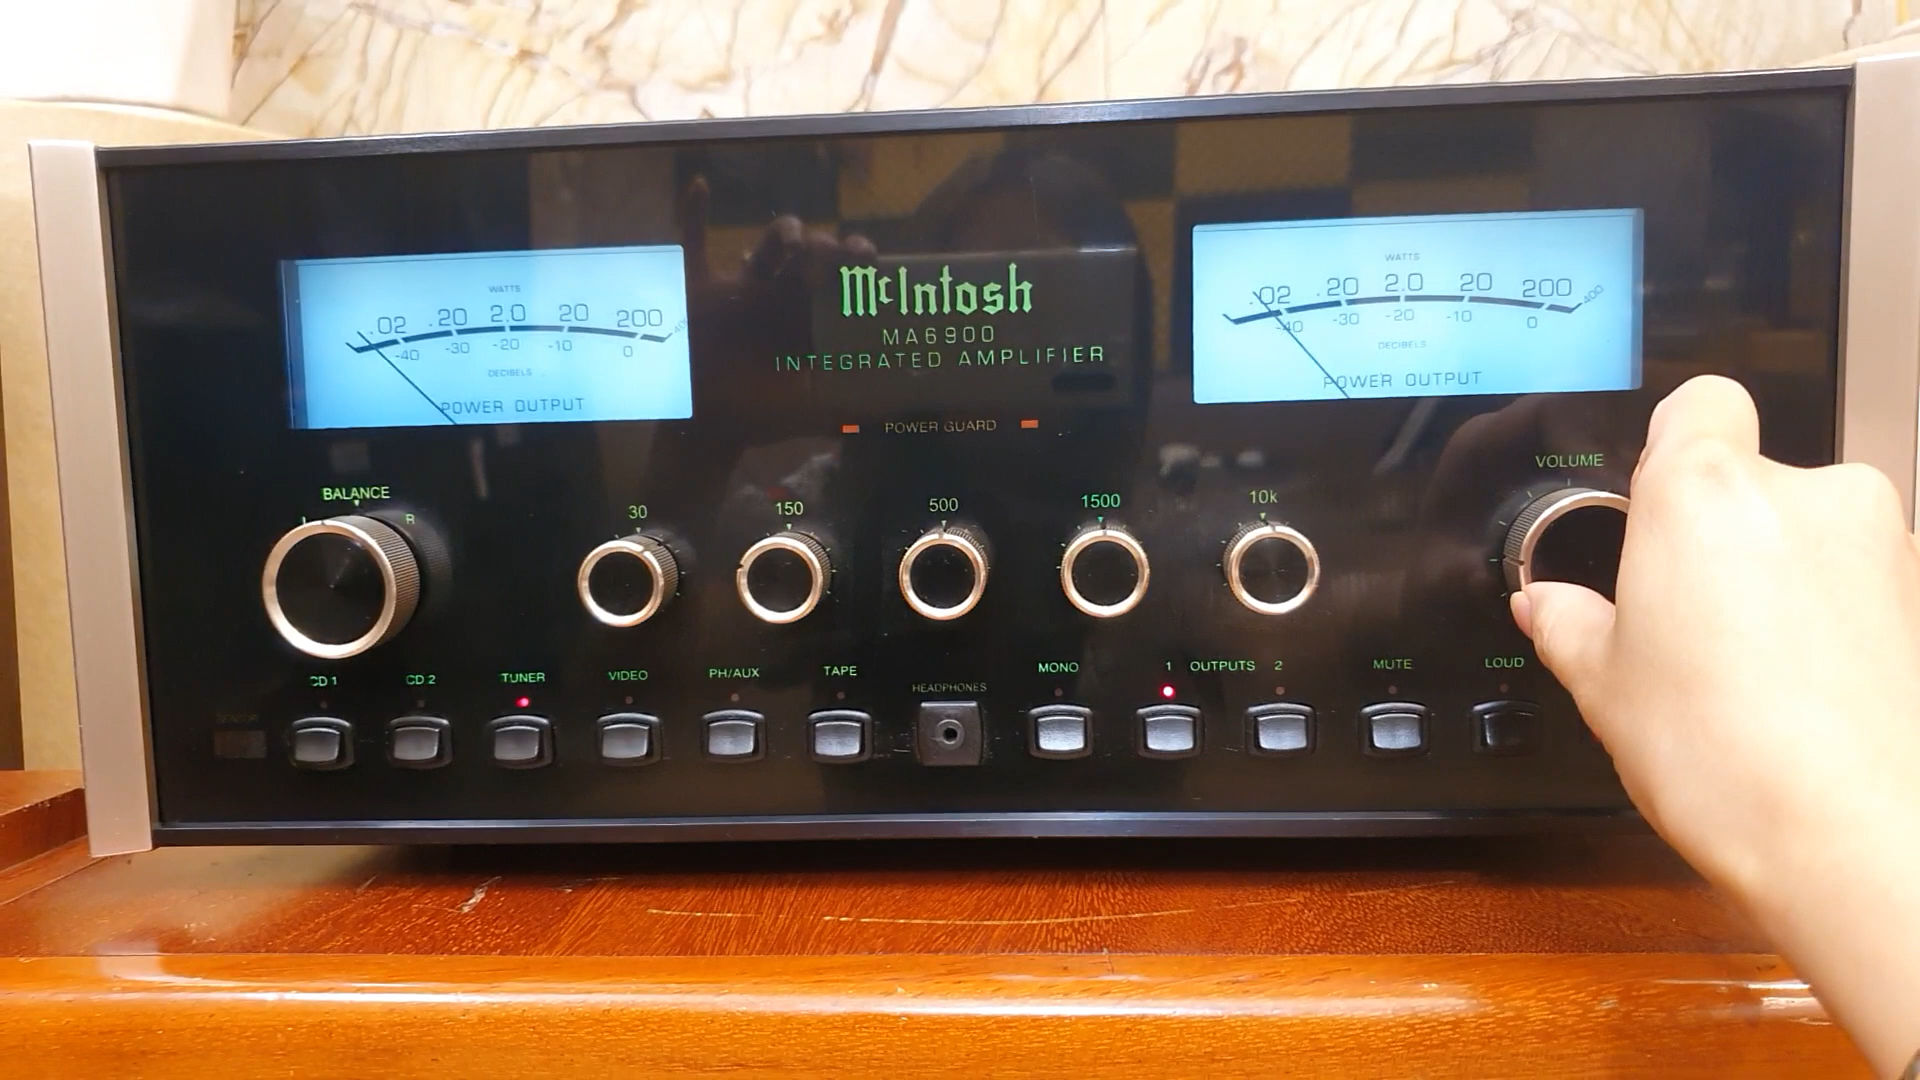 WATTS
.02 .20 2.0 20 200 400
-40 -30 -20 -10 0
DECIBELS
POWER OUTPUT
McIntosh
MA6900
INTEGRATED AMPLIFIER
POWER GUARD
WATTS
.02 .20 2.0 20 200 400
-40 -30 -20 -10 0
DECIBELS
POWER OUTPUT
BALANCE
L R
30 150 500 1500 10k
VOLUME
CD 1 CD 2 TUNER VIDEO PH/AUX TAPE
HEADPHONES
MONO 1 OUTPUTS 2 MUTE LOUD
SENSOR